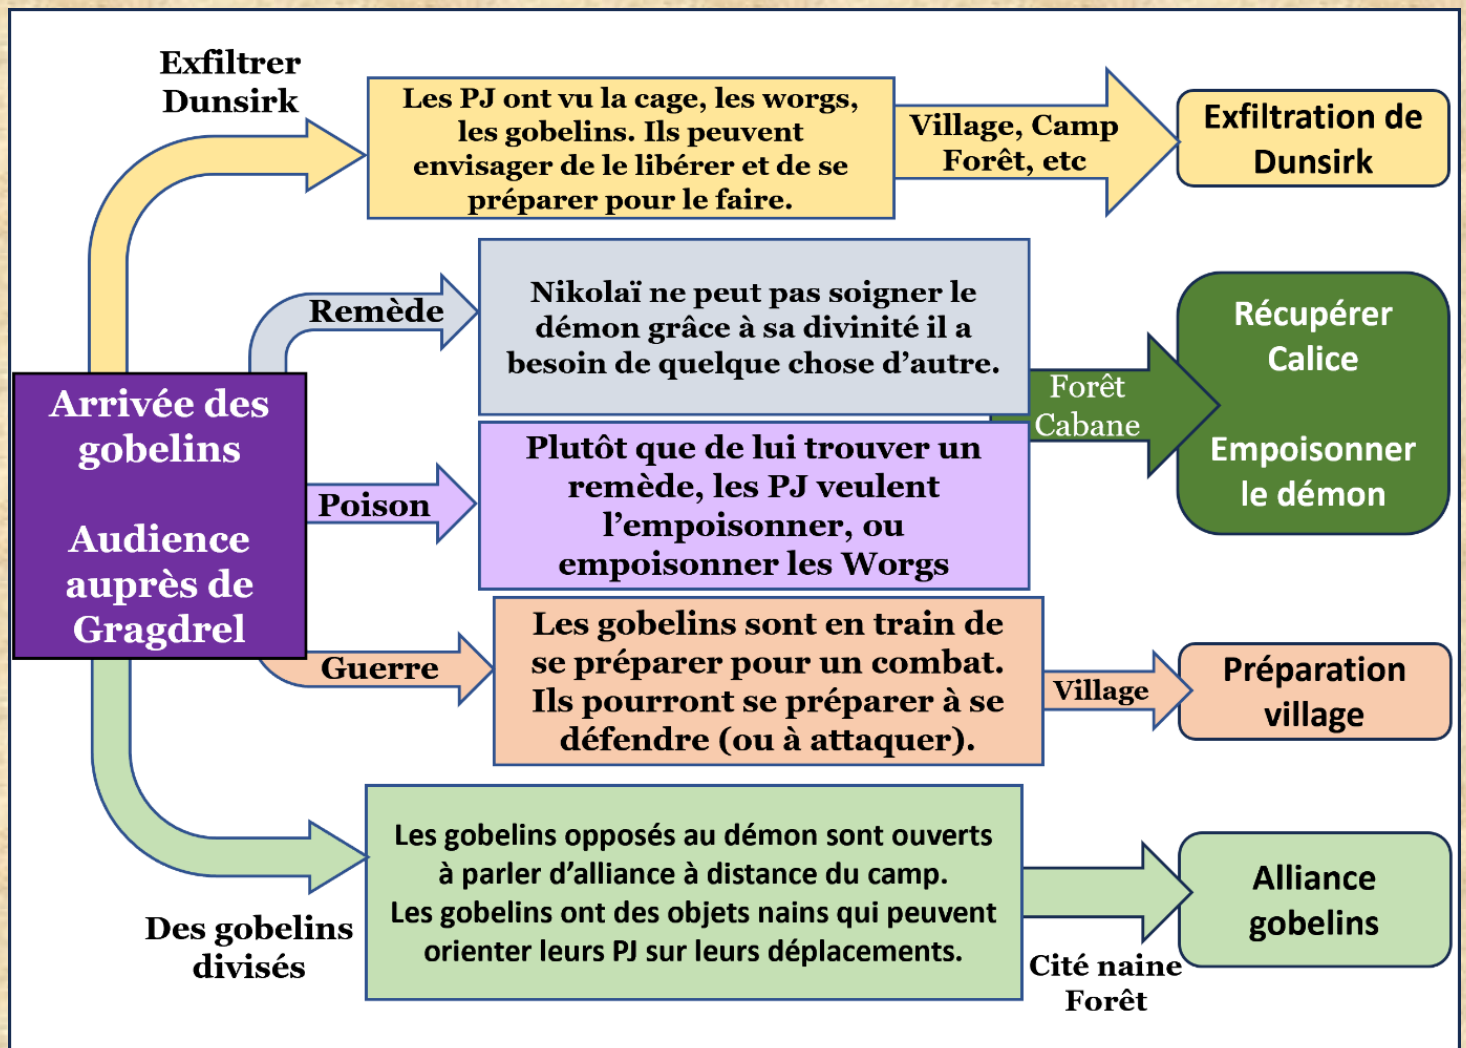 Exfiltrer
Dunsirk
Les PJ ont vu la cage, les worgs,
les gobelins. Ils peuvent
envisager de le libérer et de se
préparer pour le faire.
Village, Camp
Forêt, etc
Exfiltration de
Dunsirk
Remède
Nikolaï ne peut pas soigner le
démon grâce à sa divinité il a
besoin de quelque chose d’autre.
Forêt
Cabane
Récupérer
Calice
Empoisonner
le démon
Arrivée des
gobelins
Audience
auprès de
Gragdrel
Poison
Plutôt que de lui trouver un
remède, les PJ veulent
l’empoisonner, ou
empoisonner les Worgs
Guerre
Les gobelins sont en train de
se préparer pour un combat.
Ils pourront se préparer à se
défendre (ou à attaquer).
Village
Préparation
village
Des gobelins
divisés
Les gobelins opposés au démon sont ouverts
à parler d’alliance à distance du camp.
Les gobelins ont des objets nains qui peuvent
orienter leurs PJ sur leurs déplacements.
Cité naine
Forêt
Alliance
gobelins